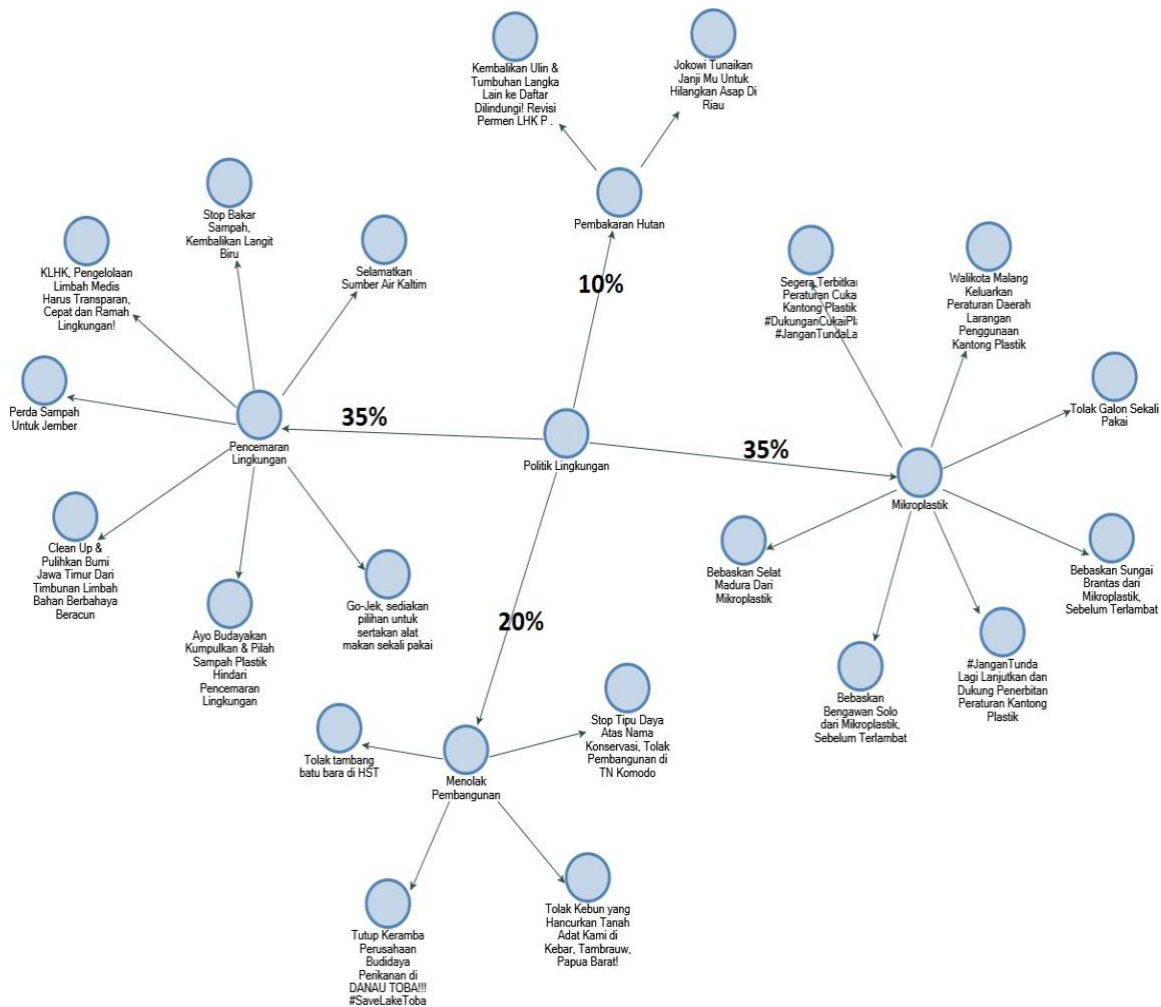 Kembalikan Ulin &
Tumbuhan Langka
Lain ke Daftar
Dilindungi! Revisi
Permen LHK P .
Jokowi Tunaikan
Janji Mu Untuk
Hilangkan Asap Di
Riau
Pembakaran Hutan
10%
Stop Bakar
Sampah,
Kembalikan Langit
Biru
KLHK, Pengelolaan
Limbah Medis
Harus Transparan,
Cepat dan Ramah
Lingkungan!
Selamatkan
Sumber Air Kaltim
Perda Sampah
Untuk Jember
Pencemaran
Lingkungan
35%
Clean Up &
Pulihkan Bumi
Jawa Timur Dari
Timbunan Limbah
Bahan Berbahaya
Beracun
Ayo Budayakan
Kumpulkan & Pilah
Sampah Plastik
Hindari
Pencemaran
Lingkungan
Go-Jek, sediakan
pilihan untuk
sertakan alat
makan sekali pakai
Politik Lingkungan
Segera Terbitkan
Peraturan Cuka
Kantong Plastik
#DukunganCukaiPla
#JanganTundaLa
Walikota Malang
Keluarkan
Peraturan Daerah
Larangan
Penggunaan
Kantong Plastik
Tolak Galon Sekali
Pakai
35%
Mikroplastik
Bebaskan Selat
Madura Dari
Mikroplastik
Bebaskan Sungai
Brantas dari
Mikroplastik,
Sebelum Terlambat
Bebaskan
Bengawan Solo
dari Mikroplastik,
Sebelum Terlambat
#JanganTunda
Lagi Lanjutkan dan
Dukung Penerbitan
Peraturan Kantong
Plastik
20%
Menolak
Pembangunan
Tolak tambang
batu bara di HST
Stop Tipu Daya
Atas Nama
Konservasi, Tolak
Pembangunan di
TN Komodo
Tutup Keramba
Perusahaan
Budidaya
Perikanan di
DANAU TOBA!!!
#SaveLakeToba
Tolak Kebun yang
Hancurkan Tanah
Adat Kami di
Kebar, Tambrauw,
Papua Barat!